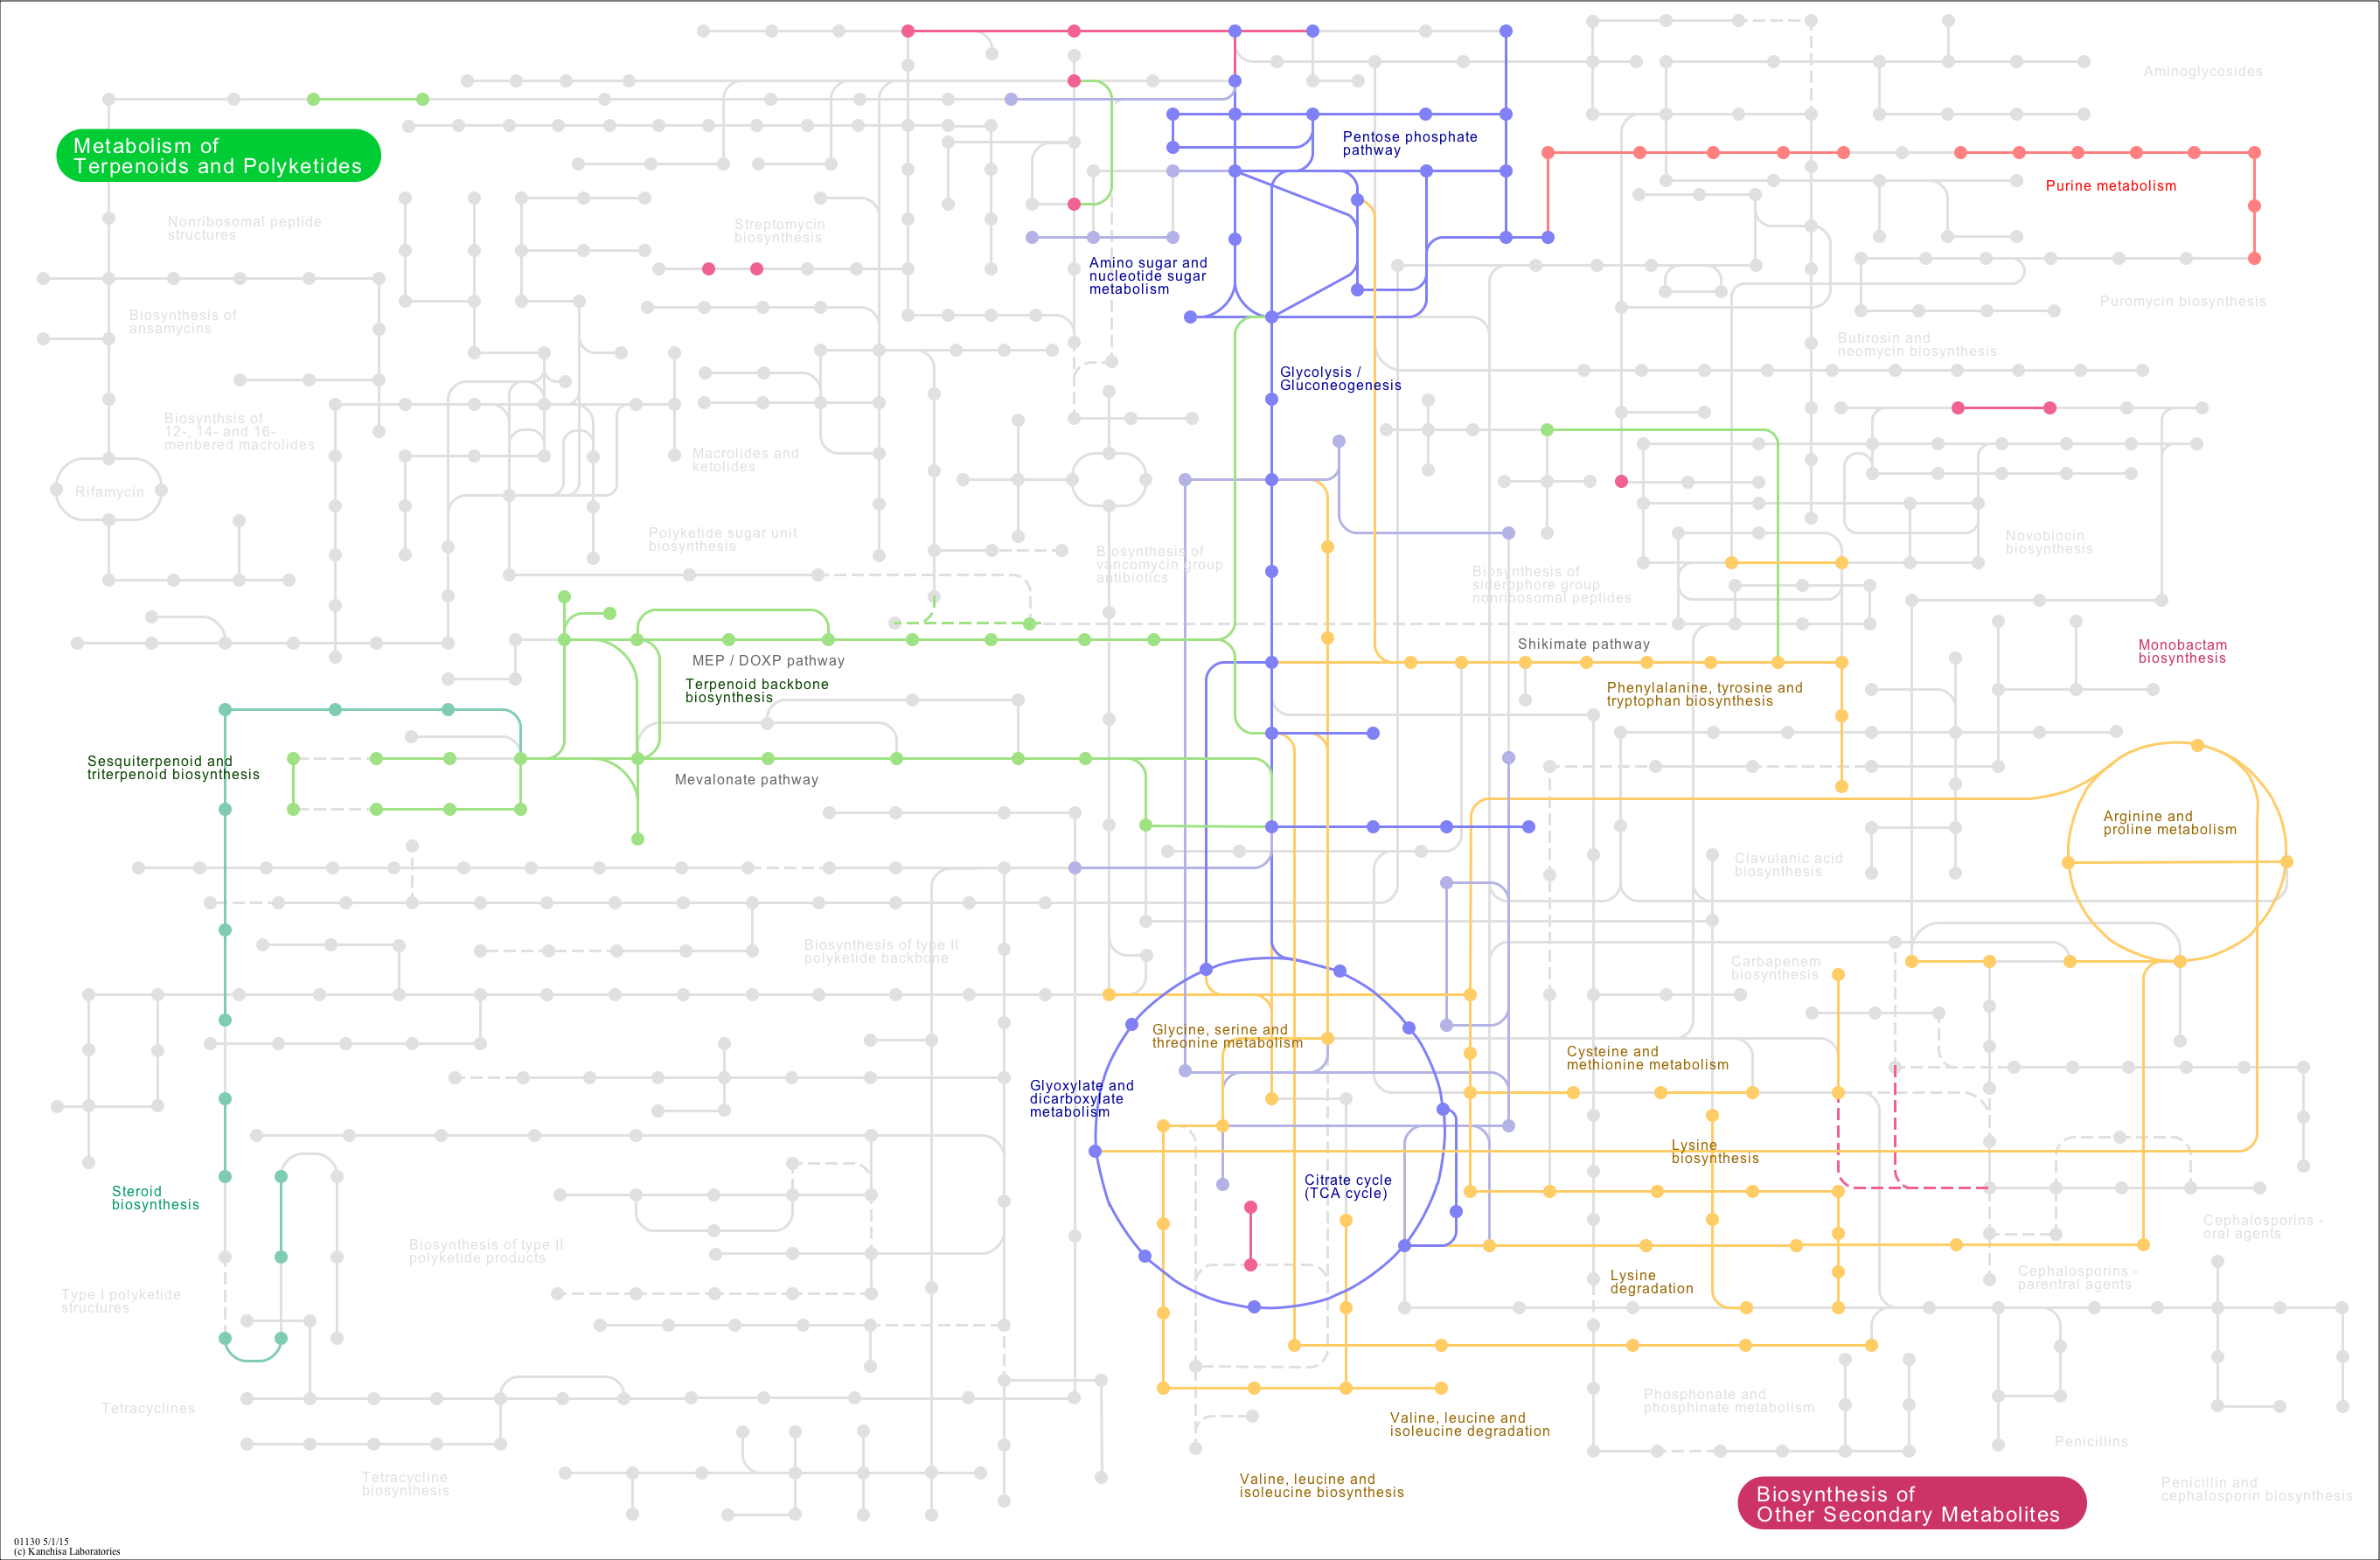 Aminoglycosides
Pentose phosphate
pathway
Metabolism of
Terpenoids and Polyketides
Purine metabolism
Nonribosomal peptide
structures
Streptomycin
biosynthesis
Amino sugar and
nucleotide sugar
metabolism
Puromycin biosynthesis
Biosynthesis of
ansamycins
Butirosin and
neomycin biosynthesis
Glycolysis /
Gluconeogenesis
Biosynthsis of
12-, 14- and 16-
menbered macrolides
Macrolides and
ketolides
Rifamycin
Polyketide sugar unit
biosynthesis
Novobiocin
biosynthesis
Biosynthesis of
vancomycin group
antibiotics
Biosynthesis of
siderophore group
nonribosomal peptides
Shikimate pathway
Monobactam
biosynthesis
MEP / DOXP pathway
Terpenoid backbone
biosynthesis
Phenylalanine, tyrosine and
tryptophan biosynthesis
Sesquiterpenoid and
triterpenoid biosynthesis
Mevalonate pathway
Arginine and
proline metabolism
Clavulanic acid
biosynthesis
Biosynthesis of type II
polyketide backbone
Carbapenem
biosynthesis
Glycine, serine and
threonine metabolism
Cysteine and
methionine metabolism
Glyoxylate and
dicarboxylate
metabolism
Lysine
biosynthesis
Citrate cycle
(TCA cycle)
Steroid
biosynthesis
Cephalosporins -
oral agents
Biosynthesis of type II
polyketide products
Lysine
degradation
Cephalosporins -
parentral agents
Type I polyketide
structures
Phosphonate and
phosphinate metabolism
Tetracyclines
Valine, leucine and
isoleucine degradation
Penicillins
Tetracycline
biosynthesis
Valine, leucine and
isoleucine biosynthesis
Penicillin and
cephalosporin biosynthesis
Biosynthesis of
Other Secondary Metabolites
01130 5/1/15
(c) Kanehisa Laboratories